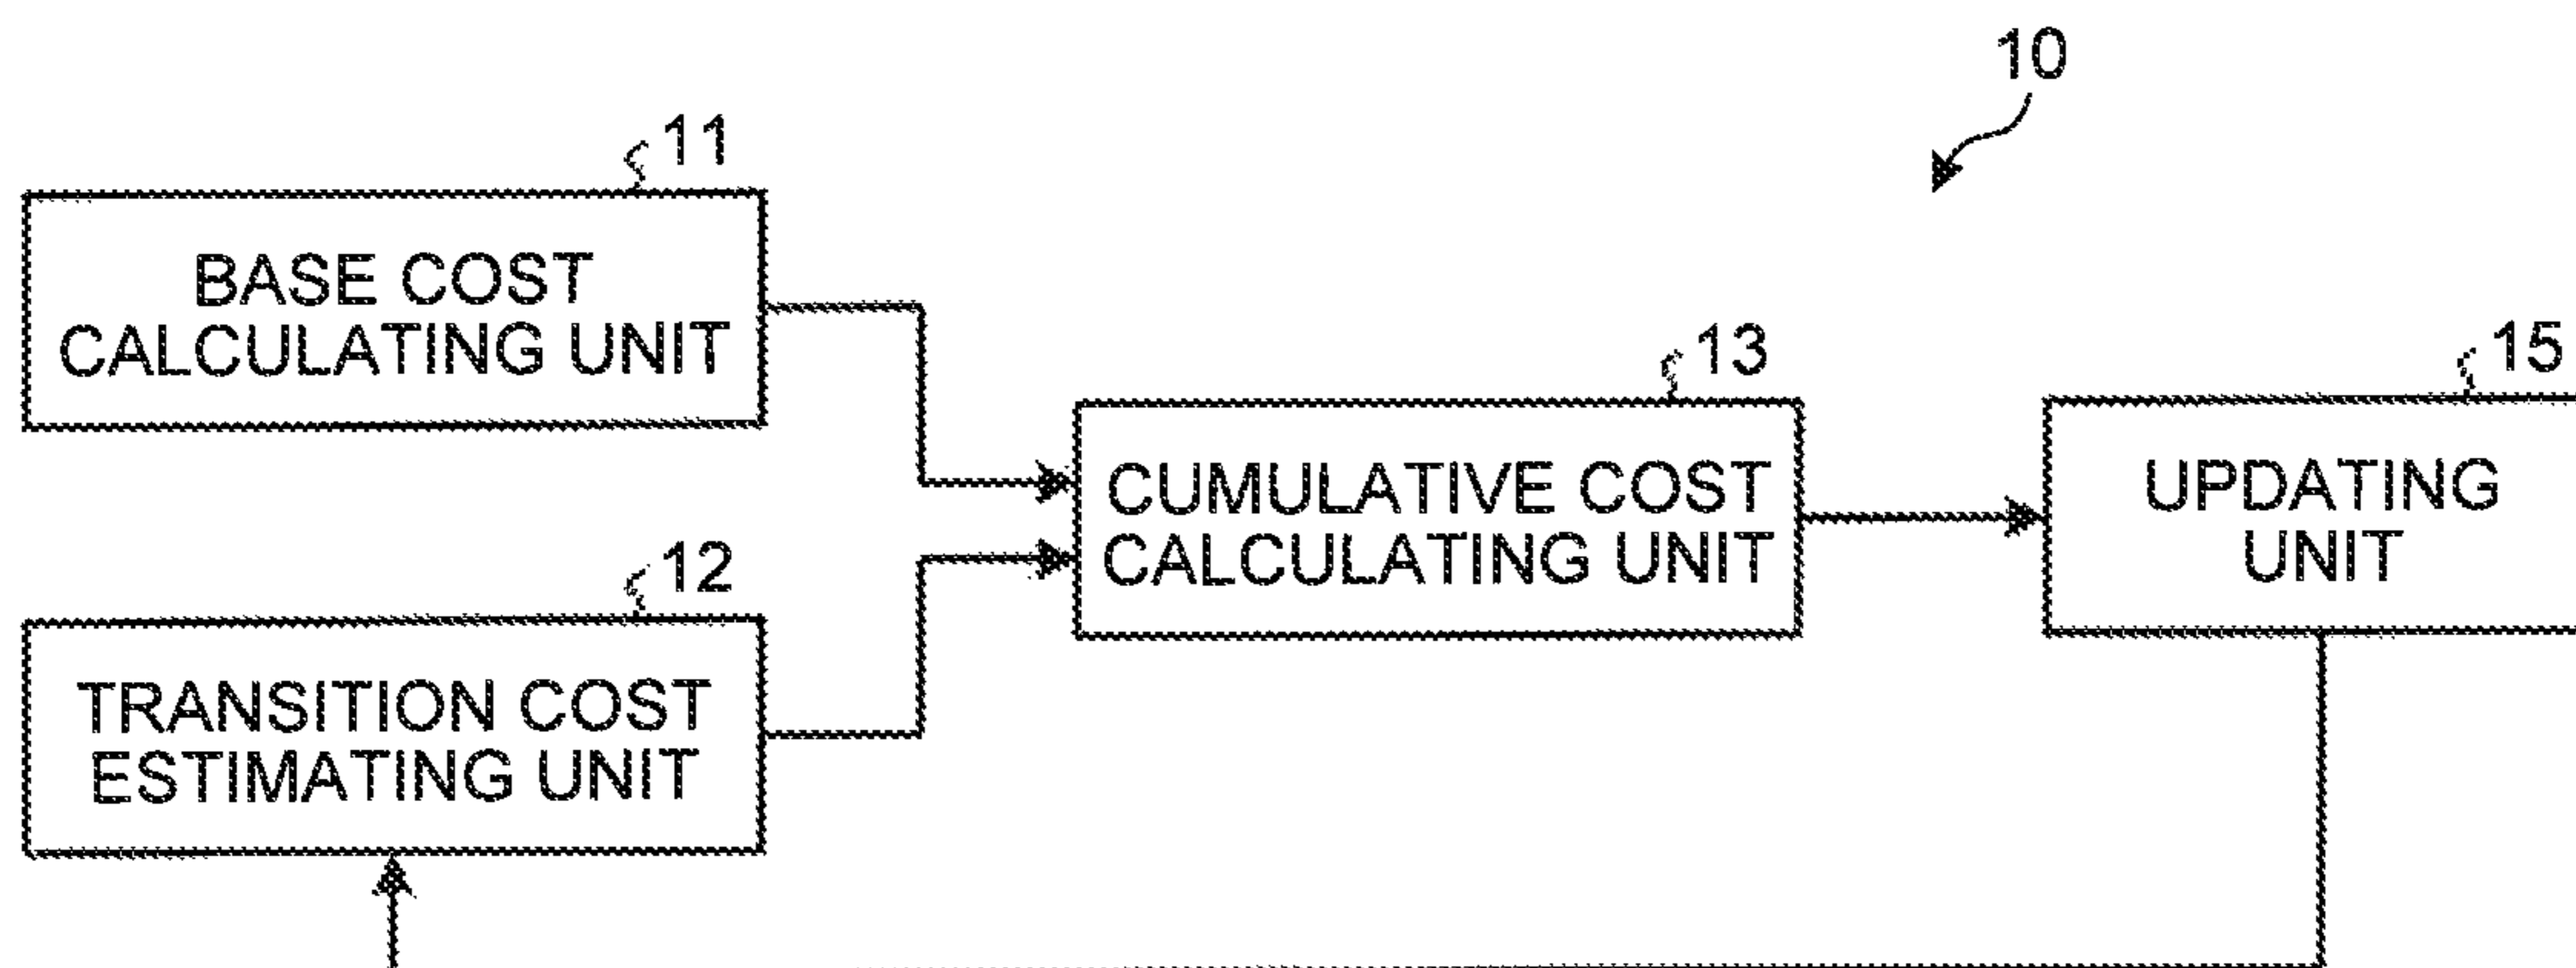 10
11
BASE COST
CALCULATING UNIT
12
TRANSITION COST
ESTIMATING UNIT
13
CUMULATIVE COST
CALCULATING UNIT
15
UPDATING
UNIT